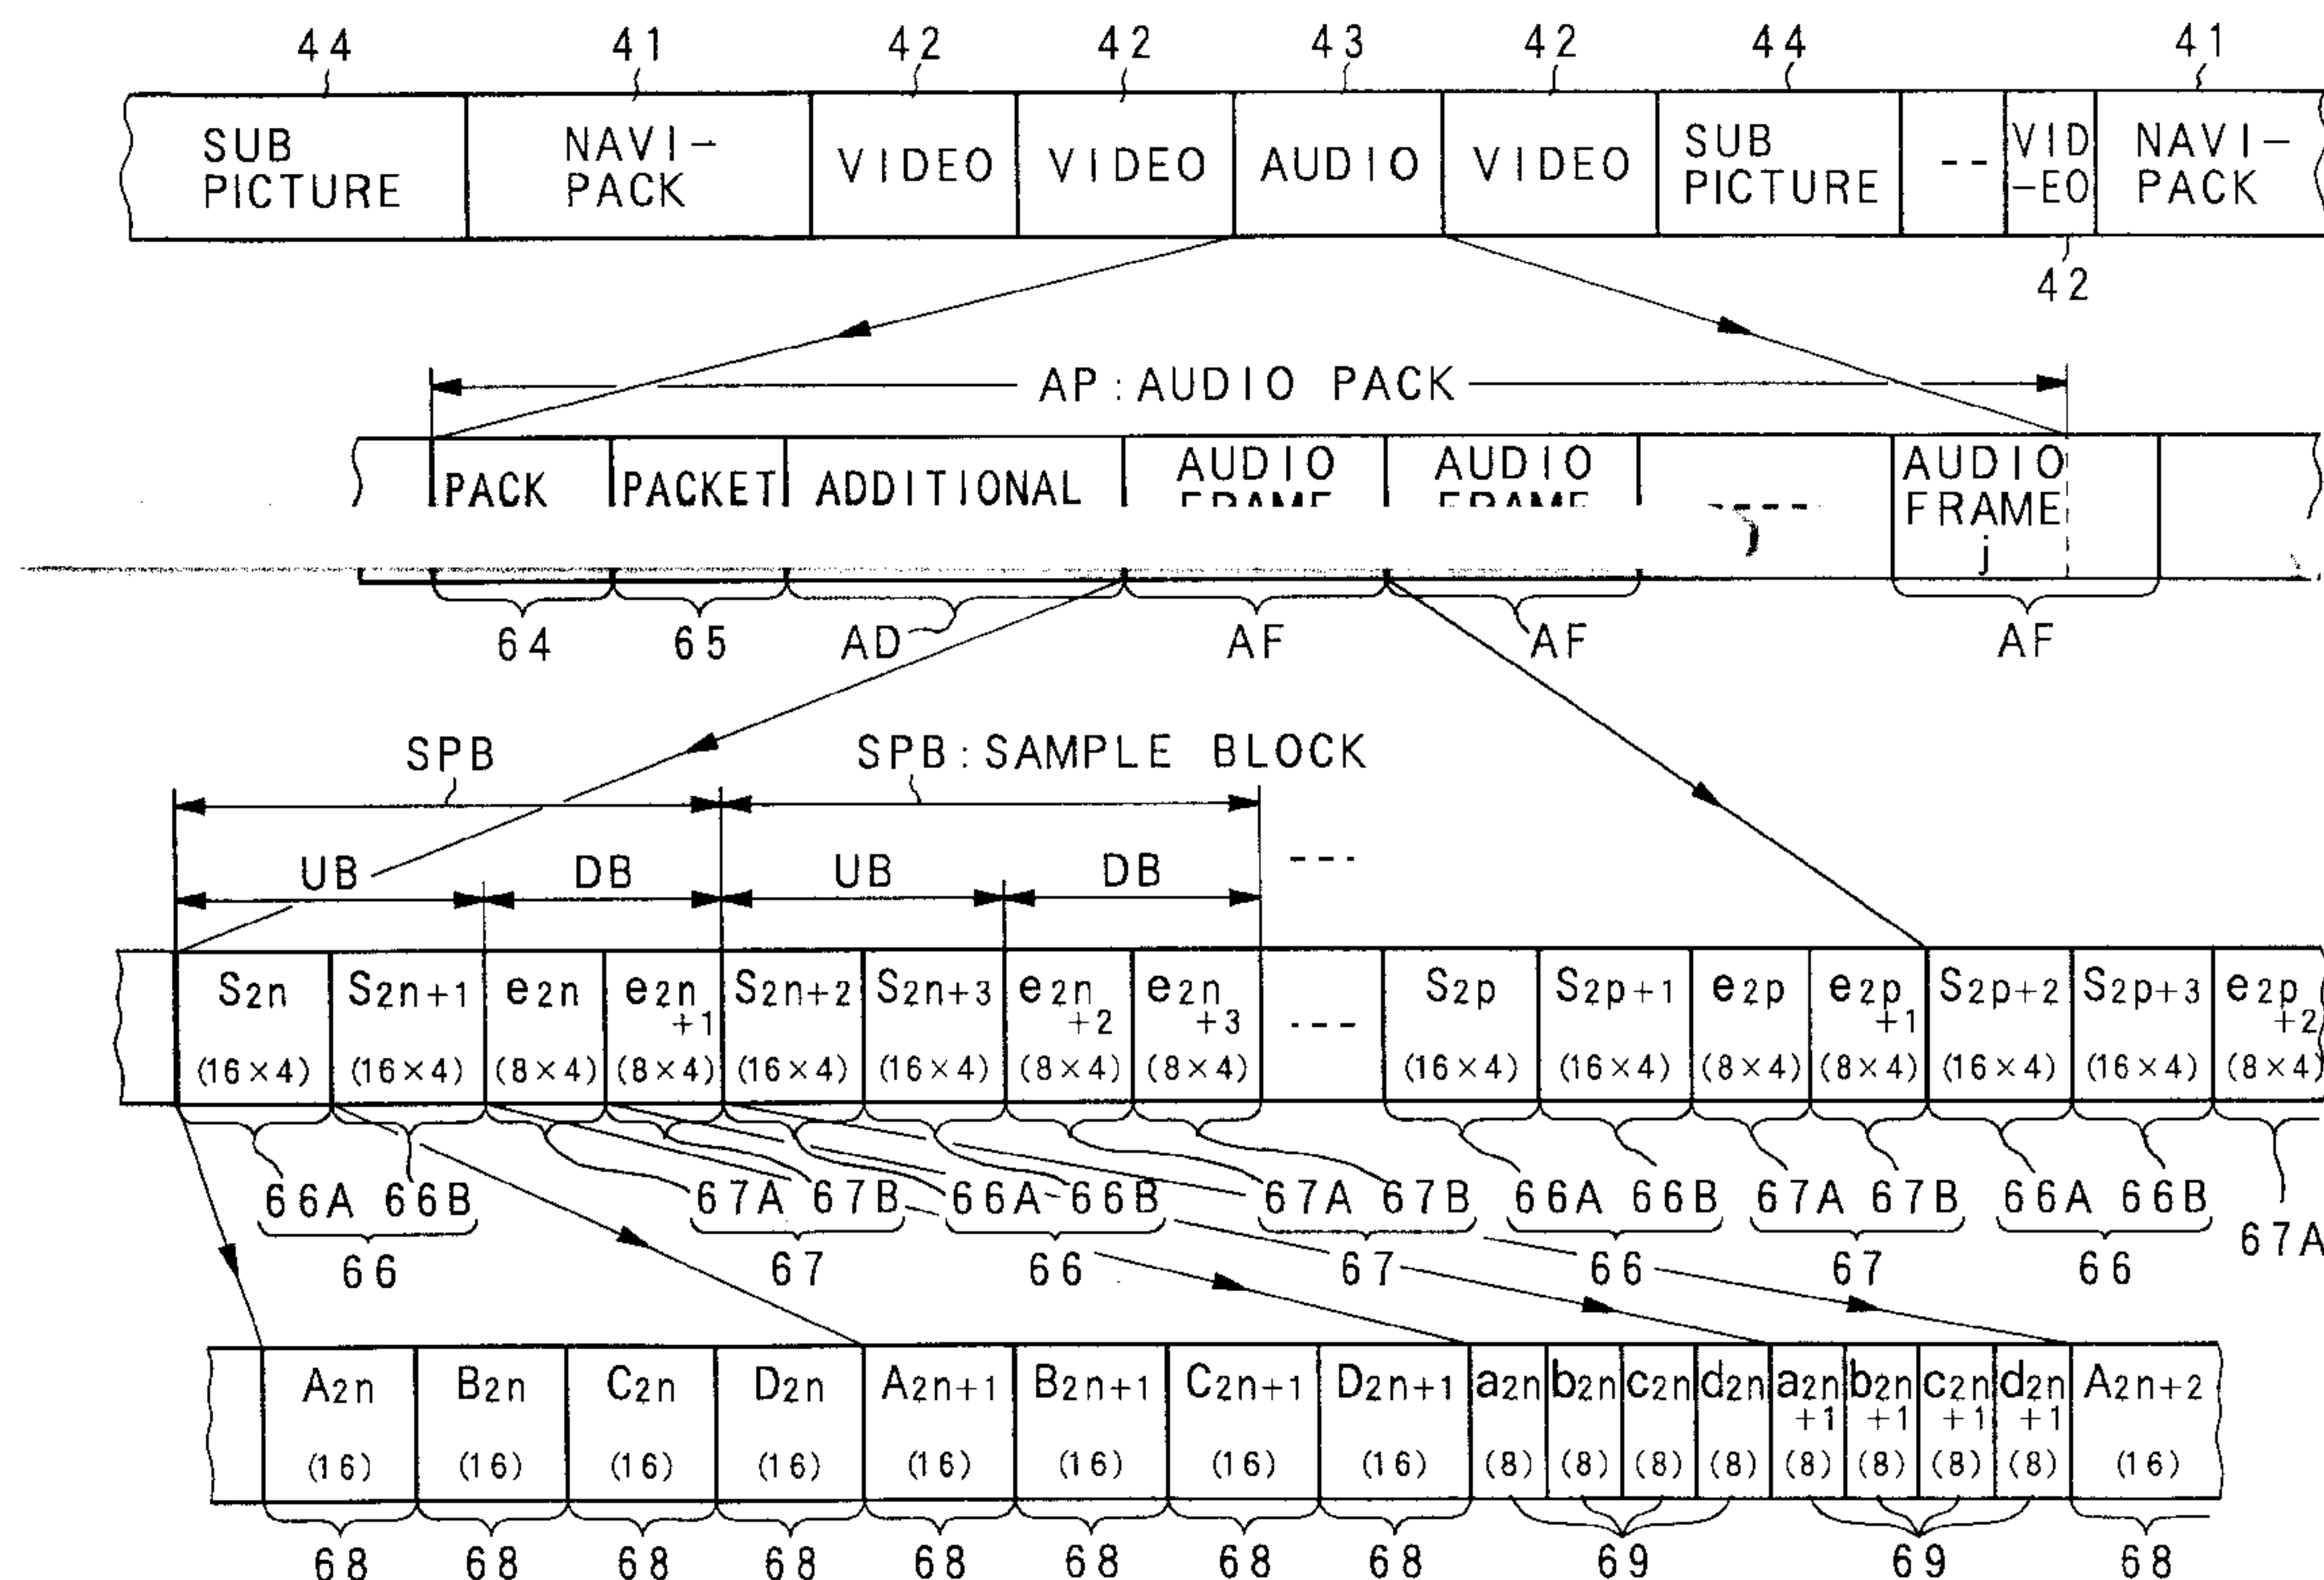 44 41 42 42 43 42 44 41
SUB PICTURE NAVI- PACK VIDEO VIDEO AUDIO VIDEO SUB PICTURE -- VID -EO NAVI- PACK
42
AP:AUDIO PACK
PACK PACKET ADDITIONAL AUDIO FRAME AUDIO FRAME ---- AUDIO FRAME j
64 65 AD AF AF AF
SPB SPB:SAMPLE BLOCK
UB DB UB DB ---
S2n S2n+1 e2n e2n+1 S2n+2 S2n+3 e2n+2 e2n+3 --- S2p S2p+1 e2p e2p+1 S2p+2 S2p+3 e2p+2
(16×4) (16×4) (8×4) (8×4) (16×4) (16×4) (8×4) (8×4) (16×4) (16×4) (8×4) (8×4) (16×4) (16×4) (8×4)
66A 66B 67A 67B 66A 66B 67A 67B 66A 66B 67A 67B 66A 66B 67A
66 67 66 67 66 67 66
A2n B2n C2n D2n A2n+1 B2n+1 C2n+1 D2n+1 a2n b2n c2n d2n a2n+1 b2n+1 c2n+1 d2n+1 A2n+2
(16) (16) (16) (16) (16) (16) (16) (16) (8) (8) (8) (8) (8) (8) (8) (8) (16)
68 68 68 68 68 68 68 68 69 69 68